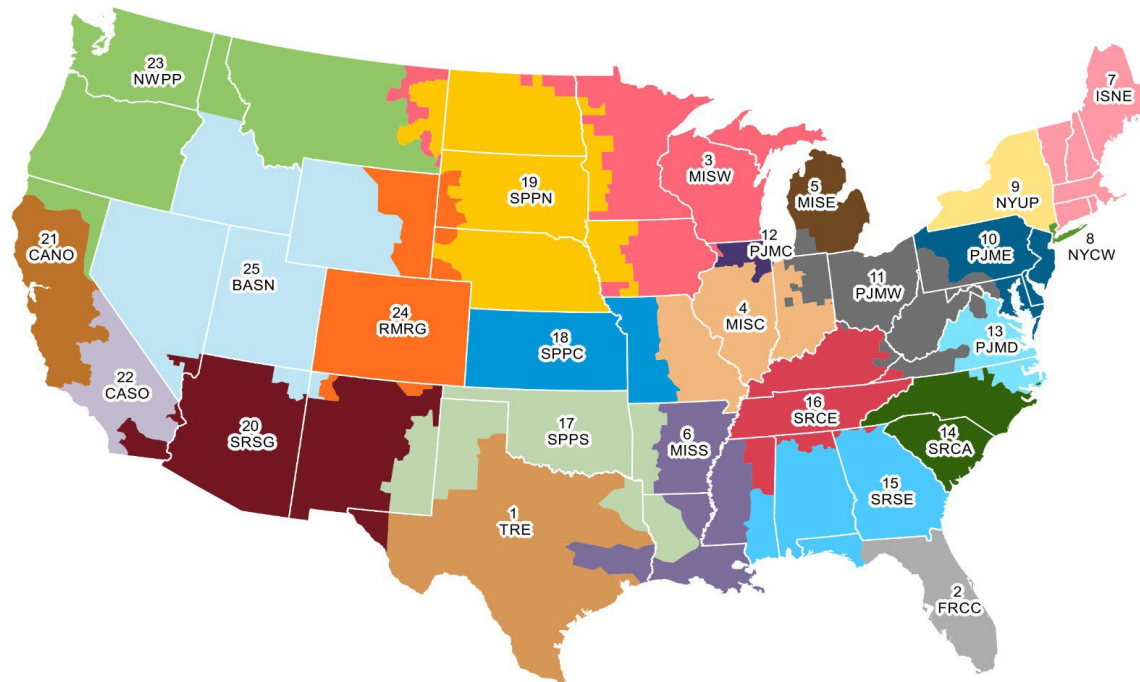 23
NWPP
7
ISNE
3
MISW
19
SPPN
5
MISE
9
NYUP
21
CANO
12
PJMC
10
PJME
8
NYCW
25
BASN
11
PJMW
24
RMRG
4
MISC
13
PJMD
18
SPPC
22
CASO
16
SRCE
20
SRSG
17
SPPS
6
MISS
14
SRCA
15
SRSE
1
TRE
2
FRCC